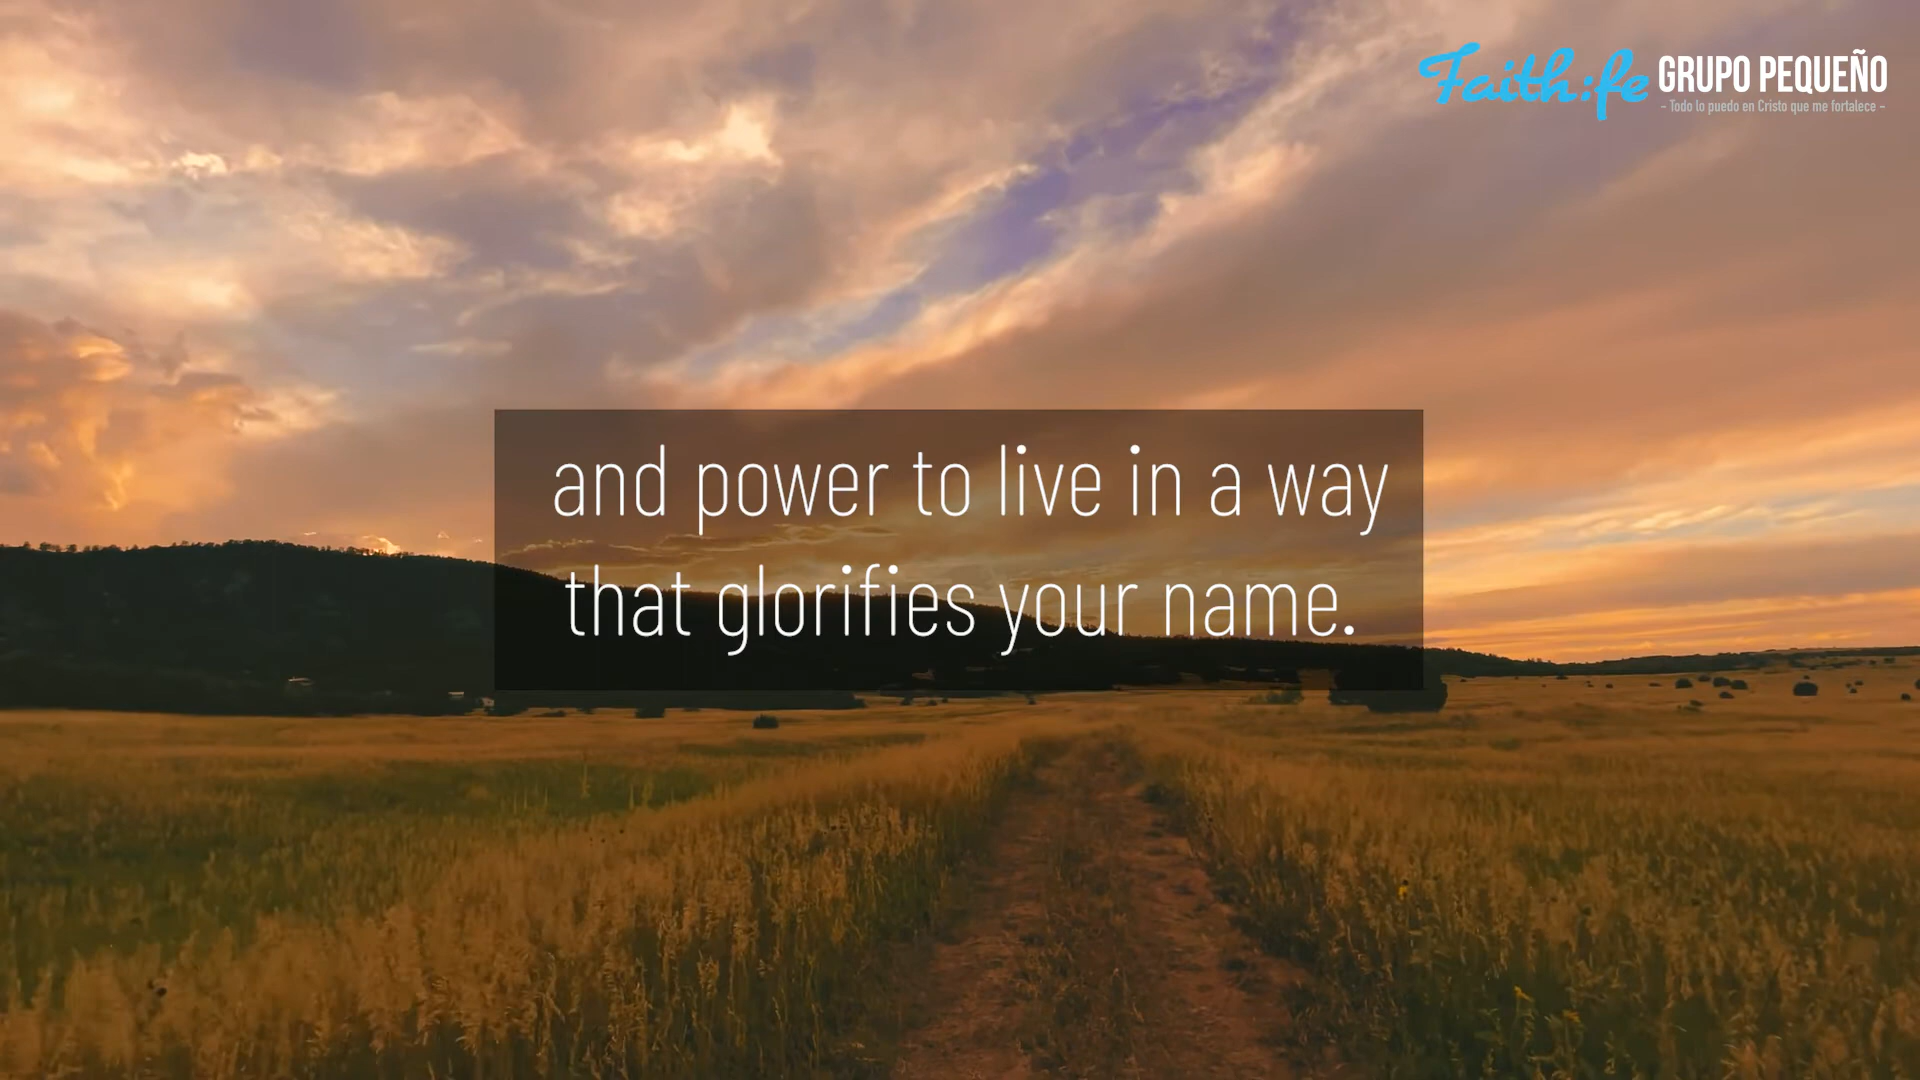 Faith:fe GRUPO PEQUEÑO
- Todo lo puedo en Cristo que me fortalece -
and power to live in a way
that glorifies your name.